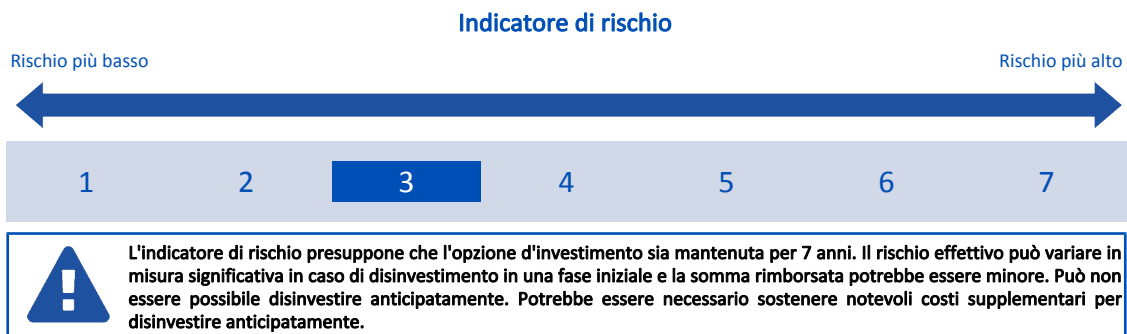 Indicatore di rischio
Rischio più basso
Rischio più alto
1 2 3 4 5 6 7
L'indicatore di rischio presuppone che l'opzione d'investimento sia mantenuta per 7 anni. Il rischio effettivo può variare in
misura significativa in caso di disinvestimento in una fase iniziale e la somma rimborsata potrebbe essere minore. Può non
essere possibile disinvestire anticipatamente. Potrebbe essere necessario sostenere notevoli costi supplementari per
disinvestire anticipatamente.